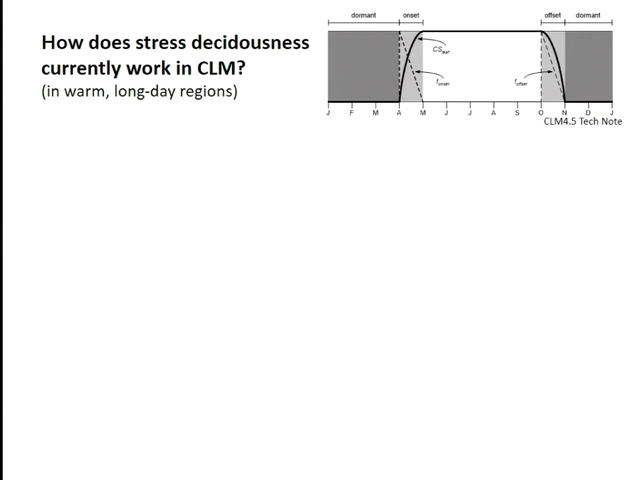 How does stress decidousness
currently work in CLM?
(in warm, long-day regions)
dormant onset offset dormant
J F M A M J J A S O N D J
CLM4.5 Tech Note